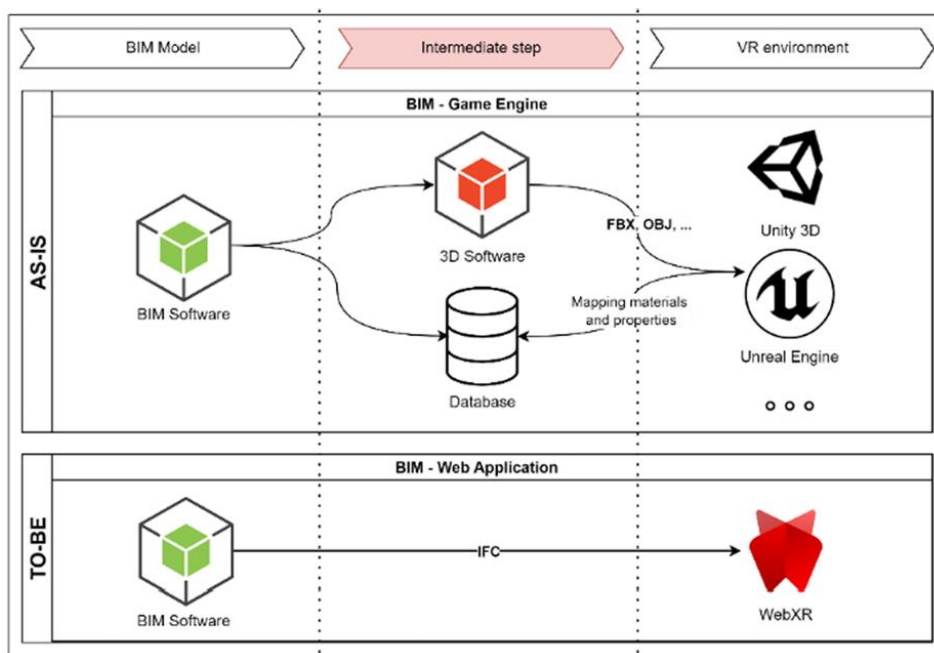 BIM Model
Intermediate step
VR environment
AS-IS
BIM - Game Engine
BIM Software
3D Software
Database
FBX, OBJ, ...
Mapping materials
and properties
Unity 3D
Unreal Engine
TO-BE
BIM - Web Application
BIM Software
IFC
WebXR